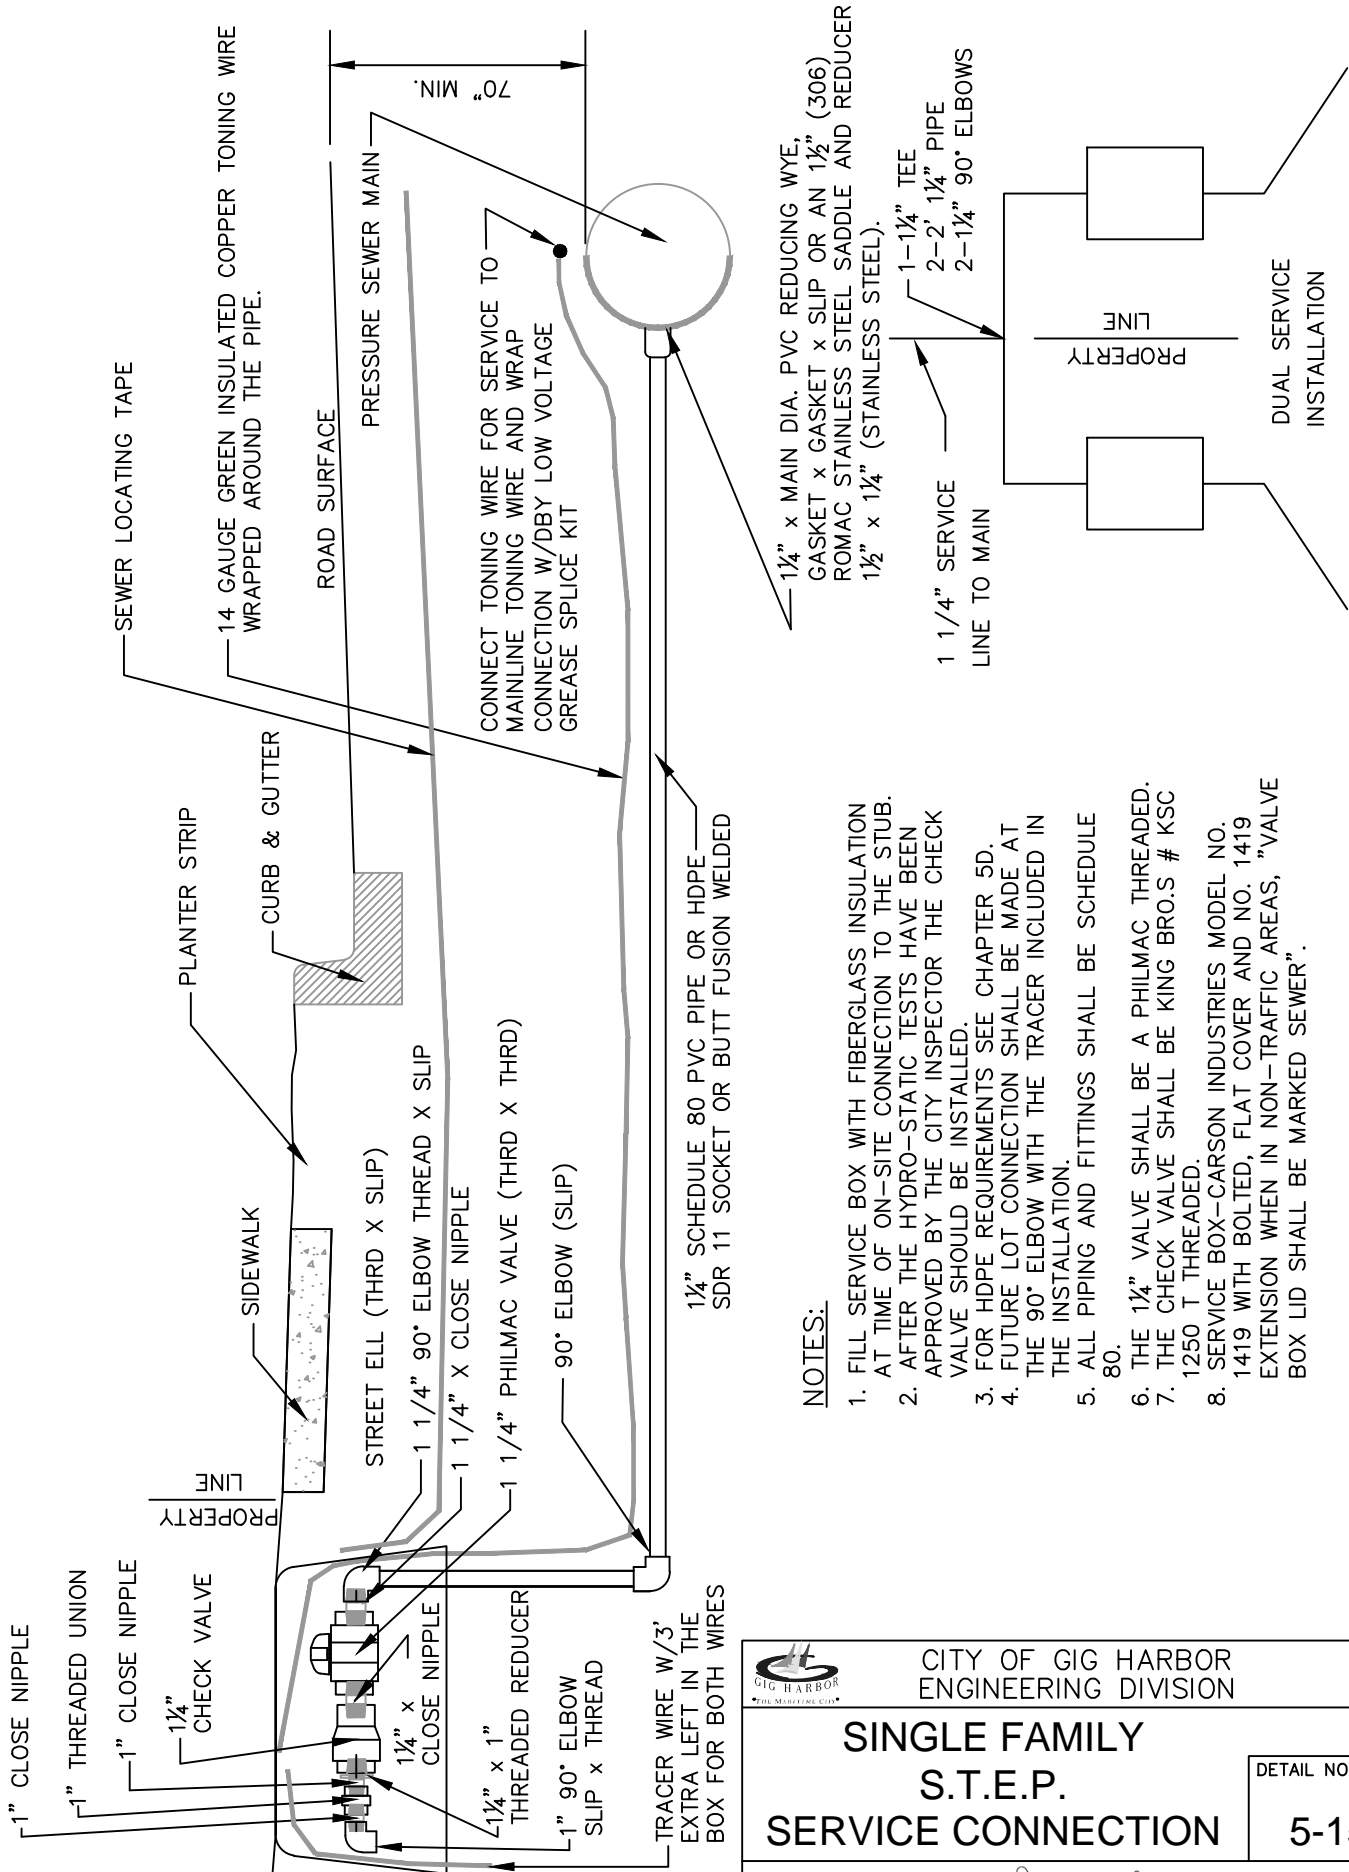 1" CLOSE NIPPLE
1" THREADED UNION
1" CLOSE NIPPLE
1¼"
CHECK VALVE
PROPERTY
LINE
SIDEWALK
PLANTER STRIP
CURB & GUTTER
SEWER LOCATING TAPE
14 GAUGE GREEN INSULATED COPPER TONING WIRE
WRAPPED AROUND THE PIPE.
ROAD SURFACE
PRESSURE SEWER MAIN
70" MIN.
CONNECT TONING WIRE FOR SERVICE TO
MAINLINE TONING WIRE AND WRAP
CONNECTION W/DBY LOW VOLTAGE
GREASE SPLICE KIT
STREET ELL (THRD X SLIP)
1 1/4" 90° ELBOW THREAD X SLIP
1 1/4" X CLOSE NIPPLE
1 1/4" PHILMAC VALVE (THRD X THRD)
90° ELBOW (SLIP)
1¼" x
CLOSE NIPPLE
1¼" x 1"
THREADED REDUCER
1" 90° ELBOW
SLIP x THREAD
TRACER WIRE W/3'
EXTRA LEFT IN THE
BOX FOR BOTH WIRES
1¼" SCHEDULE 80 PVC PIPE OR HDPE
SDR 11 SOCKET OR BUTT FUSION WELDED
1¼" x MAIN DIA. PVC REDUCING WYE,
GASKET x GASKET x SLIP OR AN 1½" (306)
ROMAC STAINLESS STEEL SADDLE AND REDUCER
1½" x 1¼" (STAINLESS STEEL).
1-1¼" TEE
2-2' 1¼" PIPE
2-1¼" 90° ELBOWS
1 1/4" SERVICE
LINE TO MAIN
PROPERTY
LINE
DUAL SERVICE
INSTALLATION
NOTES:
1. FILL SERVICE BOX WITH FIBERGLASS INSULATION
AT TIME OF ON-SITE CONNECTION TO THE STUB.
2. AFTER THE HYDRO-STATIC TESTS HAVE BEEN
APPROVED BY THE CITY INSPECTOR THE CHECK
VALVE SHOULD BE INSTALLED.
3. FOR HDPE REQUIREMENTS SEE CHAPTER 5D.
4. FUTURE LOT CONNECTION SHALL BE MADE AT
THE 90° ELBOW WITH THE TRACER INCLUDED IN
THE INSTALLATION.
5. ALL PIPING AND FITTINGS SHALL BE SCHEDULE
80.
6. THE 1¼" VALVE SHALL BE A PHILMAC THREADED.
7. THE CHECK VALVE SHALL BE KING BRO.S # KSC
1250 T THREADED.
8. SERVICE BOX-CARSON INDUSTRIES MODEL NO.
1419 WITH BOLTED, FLAT COVER AND NO. 1419
EXTENSION WHEN IN NON-TRAFFIC AREAS, "VALVE
BOX LID SHALL BE MARKED SEWER".
GIG HARBOR
"THE MARITIME CITY"
CITY OF GIG HARBOR
ENGINEERING DIVISION
SINGLE FAMILY
S.T.E.P.
SERVICE CONNECTION
DETAIL NO